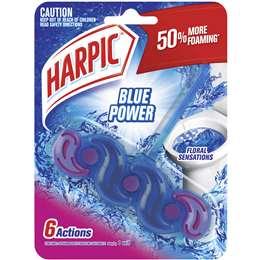 CAUTION
KEEP OUT OF REACH OF CHILDREN
READ SAFETY DIRECTIONS
50% MORE
FOAMING*
HARPIC
BLUE
POWER
FLORAL
SENSATIONS
6 Actions